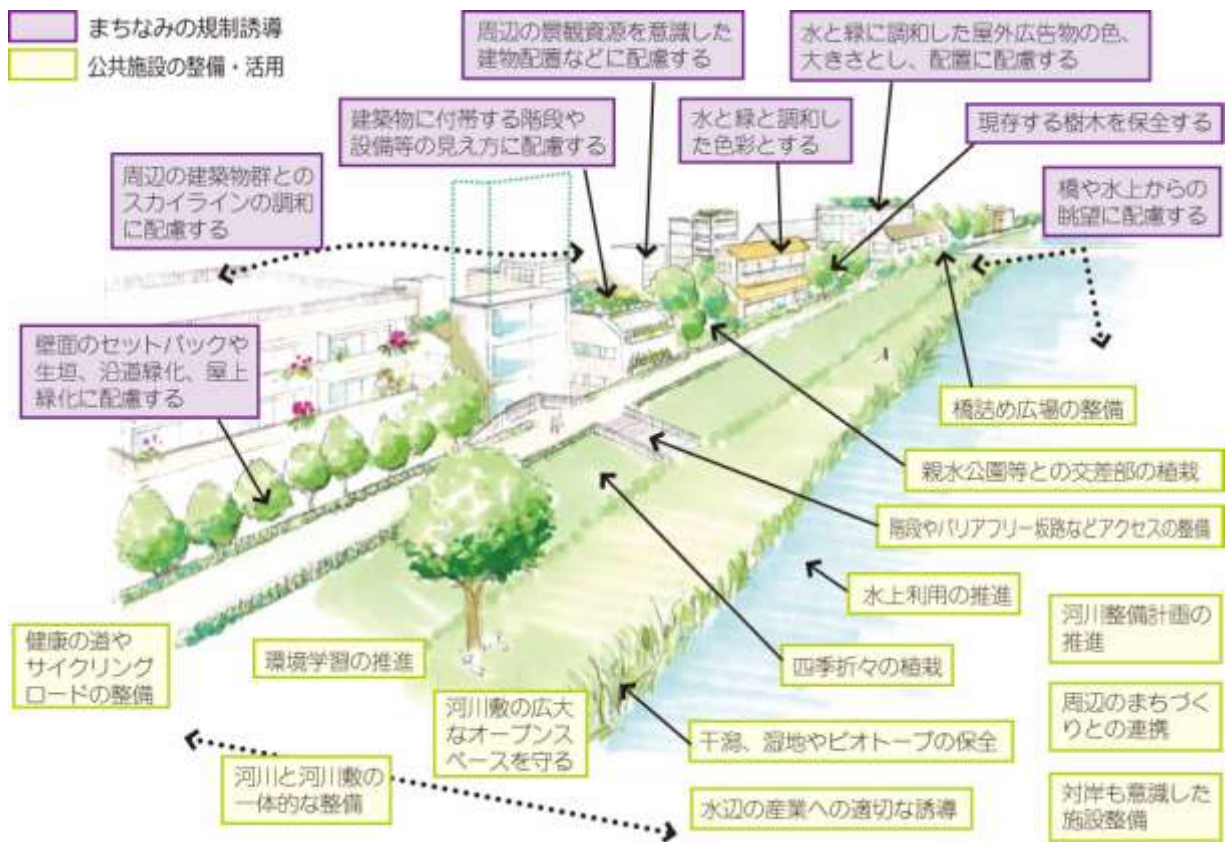 まちなみの規制誘導
公共施設の整備・活用
周辺の景観資源を意識した
建物配置などに配慮する
水と緑に調和した屋外広告物の色、
大きさとし、配置に配慮する
建築物に付帯する階段や
設備等の見え方に配慮する
水と緑と調和し
た色彩とする
現存する樹木を保全する
周辺の建築物群との
スカイラインの調和
に配慮する
橋や水上からの
眺望に配慮する
壁面のセットバックや
生垣、沿道緑化、屋上
緑化に配慮する
橋詰め広場の整備
親水公園等との交差部の植栽
階段やバリアフリー坂路などアクセスの整備
水上利用の推進
河川整備計画の
推進
健康の道や
サイクリング
ロードの整備
環境学習の推進
四季折々の植栽
河川敷の広大
なオープンス
ペースを守る
周辺のまちづく
りとの連携
干潟、湿地やビオトープの保全
河川と河川敷の
一体的な整備
水辺の産業への適切な誘導
対岸も意識した
施設整備